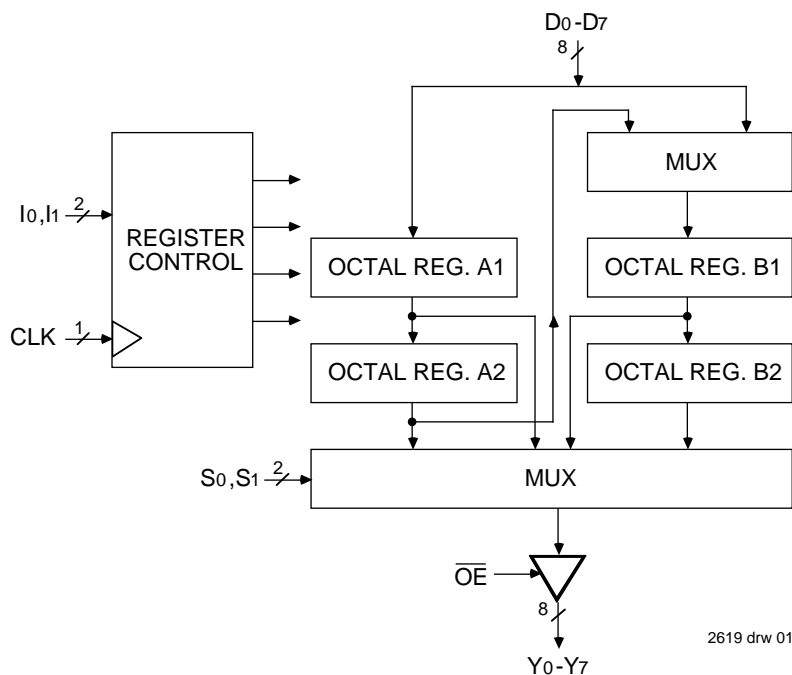 D0-D7
8
MUX
I0,I1
2
REGISTER
CONTROL
OCTAL REG. A1
OCTAL REG. B1
CLK
1
OCTAL REG. A2
OCTAL REG. B2
S0,S1
2
MUX
OE
8
2619 drw 01
Y0-Y7